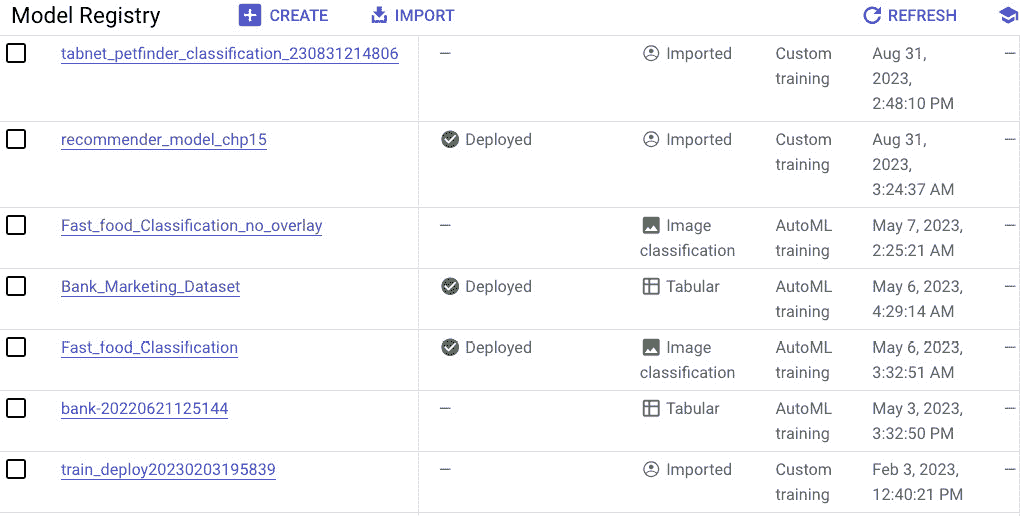 Model Registry CREATE IMPORT REFRESH
tabnet_petfinder_classification_230831214806 — Imported Custom training Aug 31, 2023, 2:48:10 PM —
recommender_model_chp15 Deployed Imported Custom training Aug 31, 2023, 3:24:37 AM —
Fast_food_Classification_no_overlay — Image classification AutoML training May 7, 2023, 2:25:21 AM —
Bank_Marketing_Dataset Deployed Tabular AutoML training May 6, 2023, 4:29:14 AM —
Fast_food_Classification Deployed Image classification AutoML training May 6, 2023, 3:32:51 AM —
bank-20220621125144 — Tabular AutoML training May 3, 2023, 3:32:50 PM —
train_deploy20230203195839 — Imported Custom training Feb 3, 2023, 12:40:21 PM —